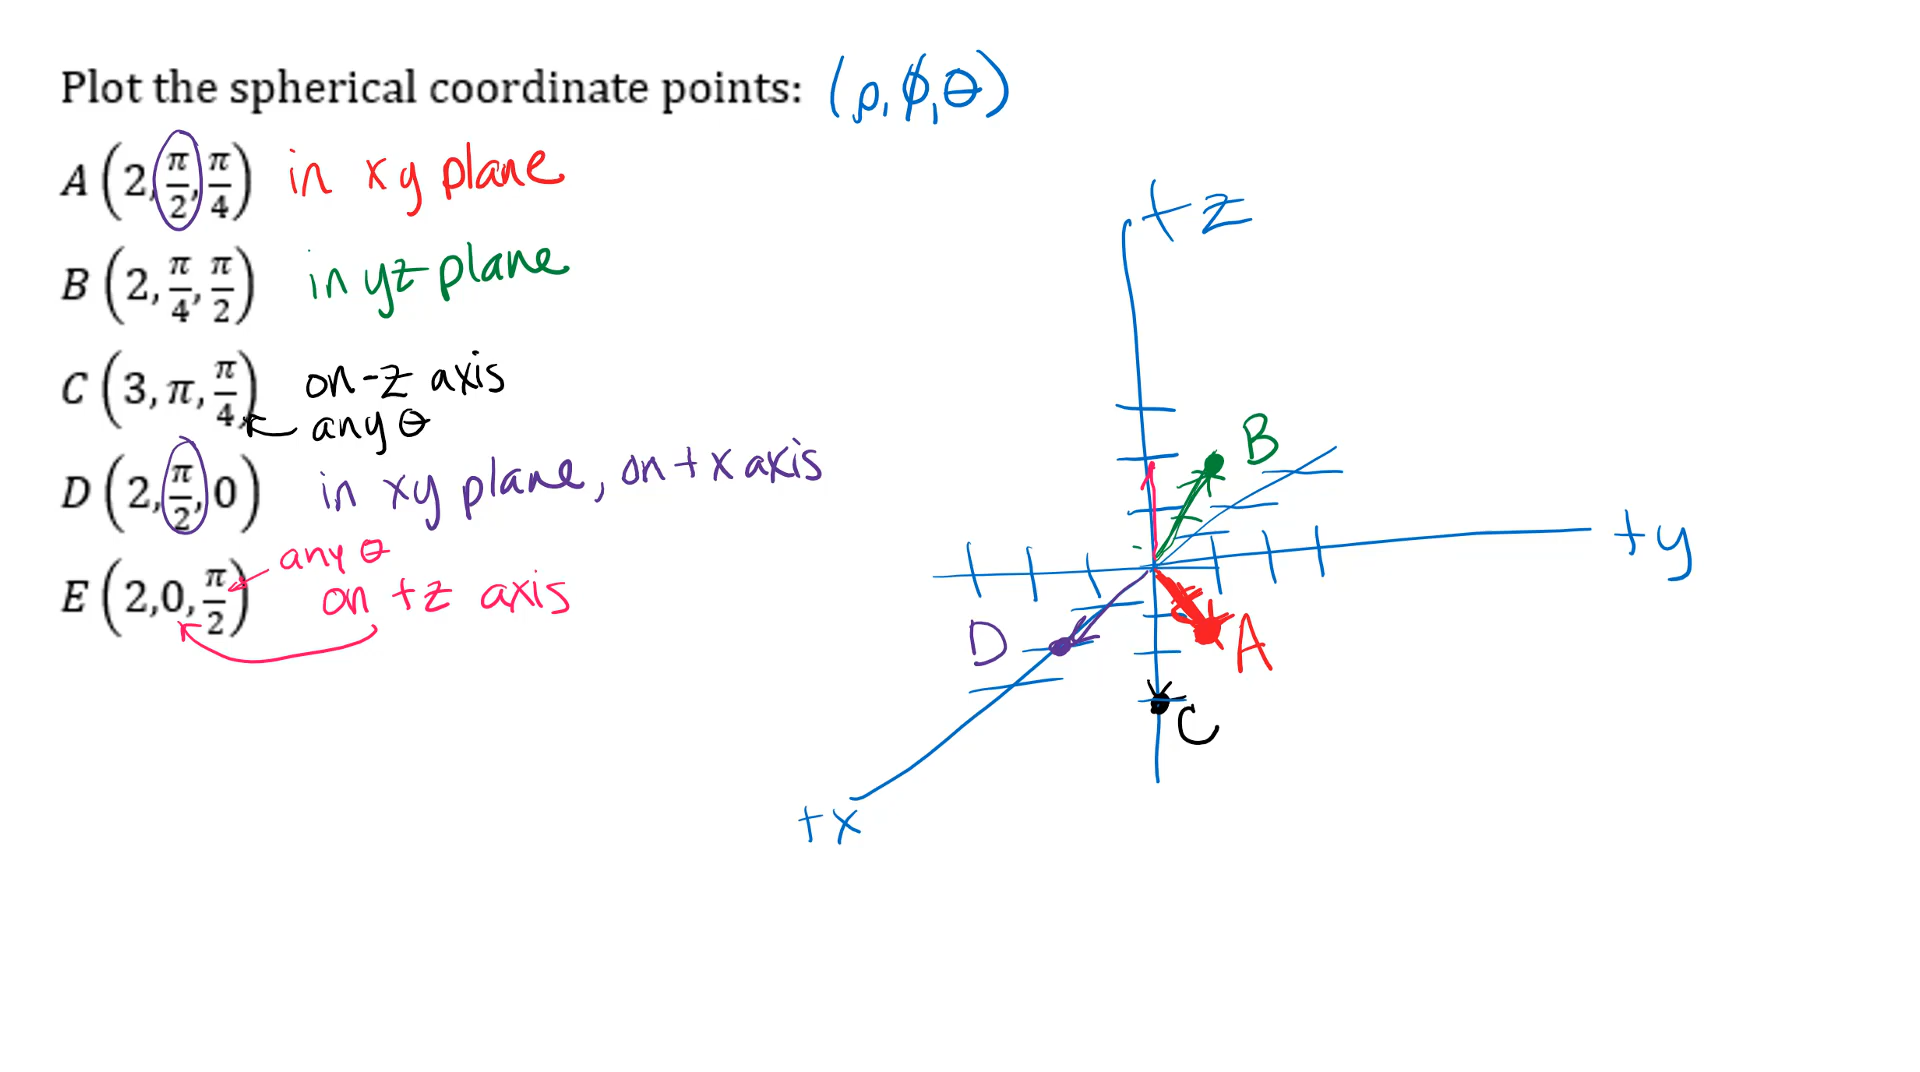 Plot the spherical coordinate points: (ρ, ϕ, θ)
A (2, π/2, π/4) in xy plane
B (2, π/4, π/2) in yz plane
C (3, π, π/4) on -z axis
any θ
D (2, π/2, 0) in xy plane, on +x axis
any θ
E (2,0, π/2) on +z axis
+z
B
+y
D
A
C
+x